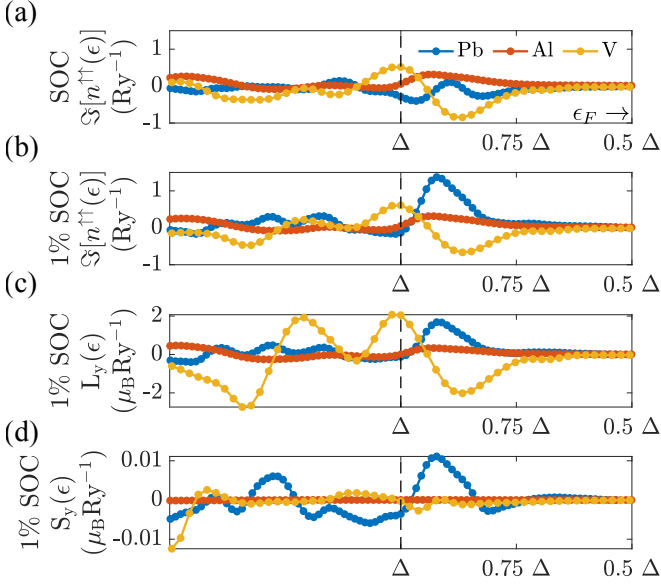 (a)
SOC
ℑ[n↑↑(ϵ)]
(Ry⁻¹)
1
0
-1
Pb Al V
ϵF →
Δ 0.75 Δ 0.5 Δ
(b)
1% SOC
ℑ[n↑↑(ϵ)]
(Ry⁻¹)
1
0
-1
Δ 0.75 Δ 0.5 Δ
(c)
1% SOC
Ly(ϵ)
(μBRy⁻¹)
2
0
-2
Δ 0.75 Δ 0.5 Δ
(d)
1% SOC
Sy(ϵ)
(μBRy⁻¹)
0.01
0
-0.01
Δ 0.75 Δ 0.5 Δ